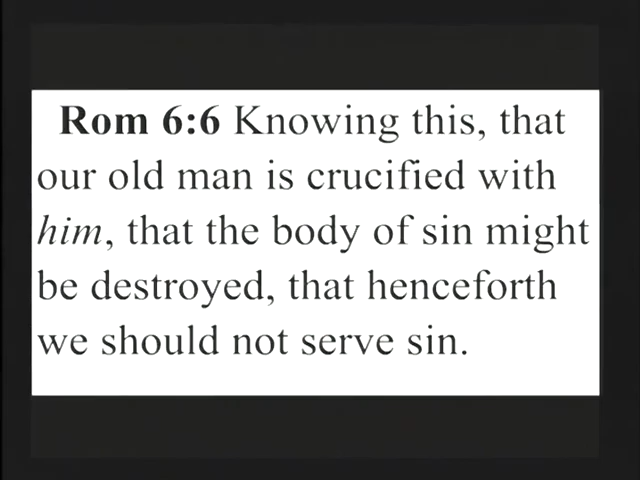 Rom 6:6 Knowing this, that
our old man is crucified with
him, that the body of sin might
be destroyed, that henceforth
we should not serve sin.